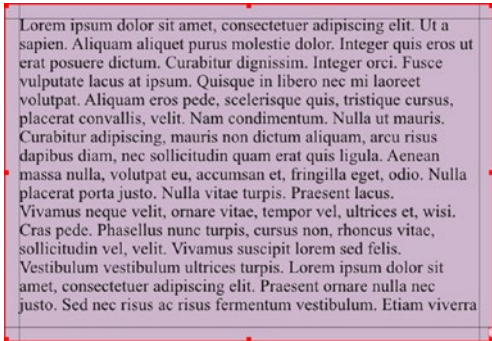 Lorem ipsum dolor sit amet, consectetuer adipiscing elit. Ut a
sapien. Aliquam aliquet purus molestie dolor. Integer quis eros ut
erat posuere dictum. Curabitur dignissim. Integer orci. Fusce
vulputate lacus at ipsum. Quisque in libero nec mi laoreet
volutpat. Aliquam eros pede, scelerisque quis, tristique cursus,
placerat convallis, velit. Nam condimentum. Nulla ut mauris.
Curabitur adipiscing, mauris non dictum aliquam, arcu risus
dapibus diam, nec sollicitudin quam erat quis ligula. Aenean
massa nulla, volutpat eu, accumsan et, fringilla eget, odio. Nulla
placerat porta justo. Nulla vitae turpis. Praesent lacus.
Vivamus neque velit, ornare vitae, tempor vel, ultrices et, wisi.
Cras pede. Phasellus nunc turpis, cursus non, rhoncus vitae,
sollicitudin vel, velit. Vivamus suscipit lorem sed felis.
Vestibulum vestibulum ultrices turpis. Lorem ipsum dolor sit
amet, consectetuer adipiscing elit. Praesent ornare nulla nec
justo. Sed nec risus ac risus fermentum vestibulum. Etiam viverra